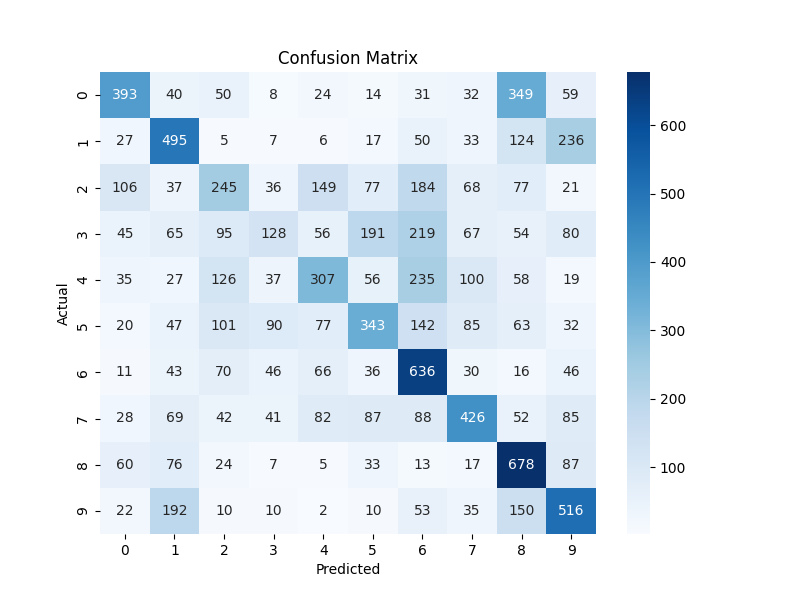 Confusion Matrix
0 393 40 50 8 24 14 31 32 349 59
1 27 495 5 7 6 17 50 33 124 236
2 106 37 245 36 149 77 184 68 77 21
3 45 65 95 128 56 191 219 67 54 80
4 35 27 126 37 307 56 235 100 58 19
5 20 47 101 90 77 343 142 85 63 32
6 11 43 70 46 66 36 636 30 16 46
7 28 69 42 41 82 87 88 426 52 85
8 60 76 24 7 5 33 13 17 678 87
9 22 192 10 10 2 10 53 35 150 516
0 1 2 3 4 5 6 7 8 9
Predicted
Actual
600
500
400
300
200
100